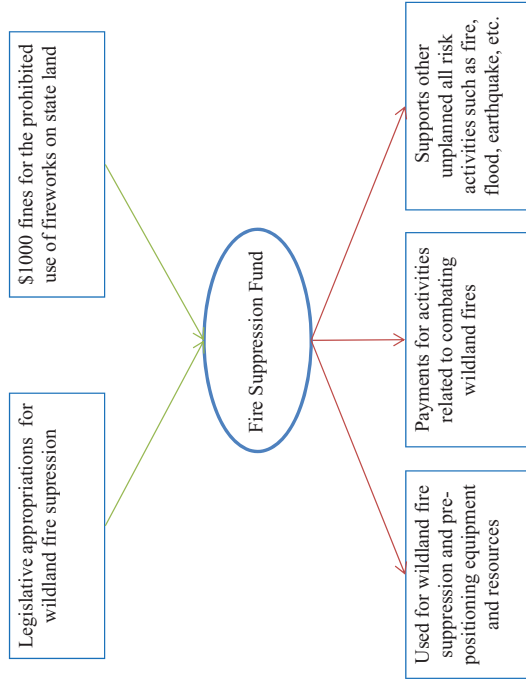 Legislative appropriations for
wildland fire supression
$1000 fines for the prohibited
use of fireworks on state land
Fire Suppression Fund
Used for wildland fire
suppression and pre-
positioning equipment
and resources
Payments for activities
related to combating
wildland fires
Supports other
unplanned all risk
activities such as fire,
flood, earthquake, etc.